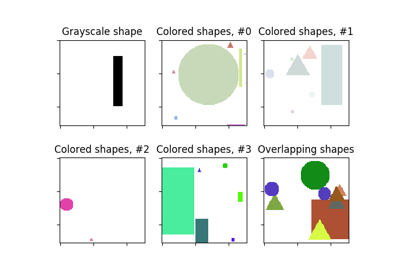 Grayscale shape
Colored shapes, #0
Colored shapes, #1
Colored shapes, #2
Colored shapes, #3
Overlapping shapes